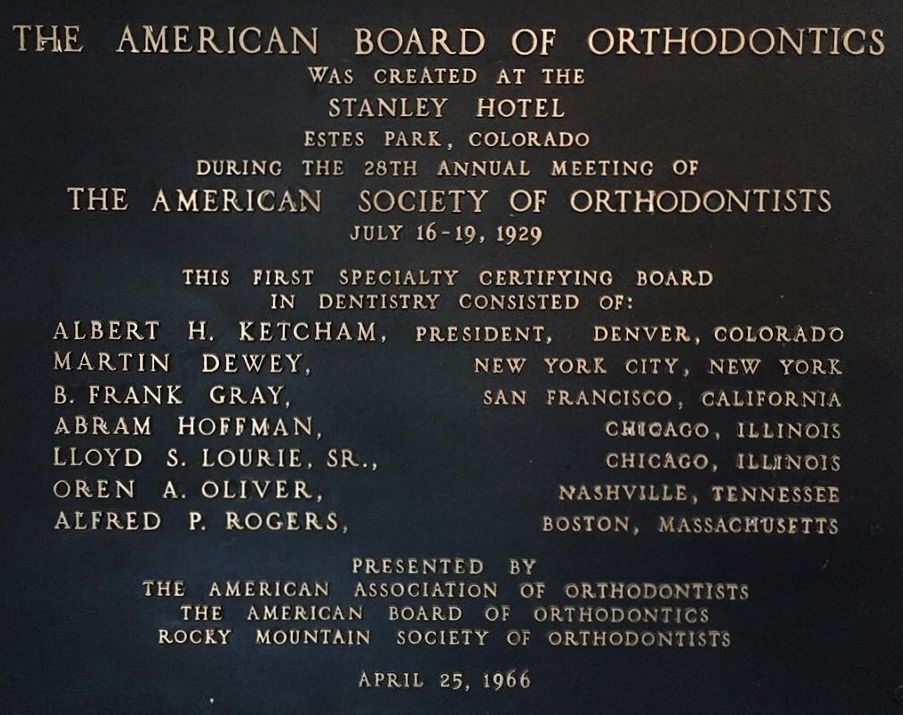 THE AMERICAN BOARD OF ORTHODONTICS
WAS CREATED AT THE
STANLEY HOTEL
ESTES PARK, COLORADO
DURING THE 28TH ANNUAL MEETING OF
THE AMERICAN SOCIETY OF ORTHODONTISTS
JULY 16-19, 1929
THIS FIRST SPECIALTY CERTIFYING BOARD
IN DENTISTRY CONSISTED OF:
ALBERT H. KETCHAM, PRESIDENT, DENVER, COLORADO
MARTIN DEWEY, NEW YORK CITY, NEW YORK
B. FRANK GRAY, SAN FRANCISCO, CALIFORNIA
ABRAM HOFFMAN, CHICAGO, ILLINOIS
LLOYD S. LOURIE, SR., CHICAGO, ILLINOIS
OREN A. OLIVER, NASHVILLE, TENNESSEE
ALFRED P. ROGERS, BOSTON, MASSACHUSETTS
PRESENTED BY
THE AMERICAN ASSOCIATION OF ORTHODONTISTS
THE AMERICAN BOARD OF ORTHODONTICS
ROCKY MOUNTAIN SOCIETY OF ORTHODONTISTS
APRIL 25, 1966